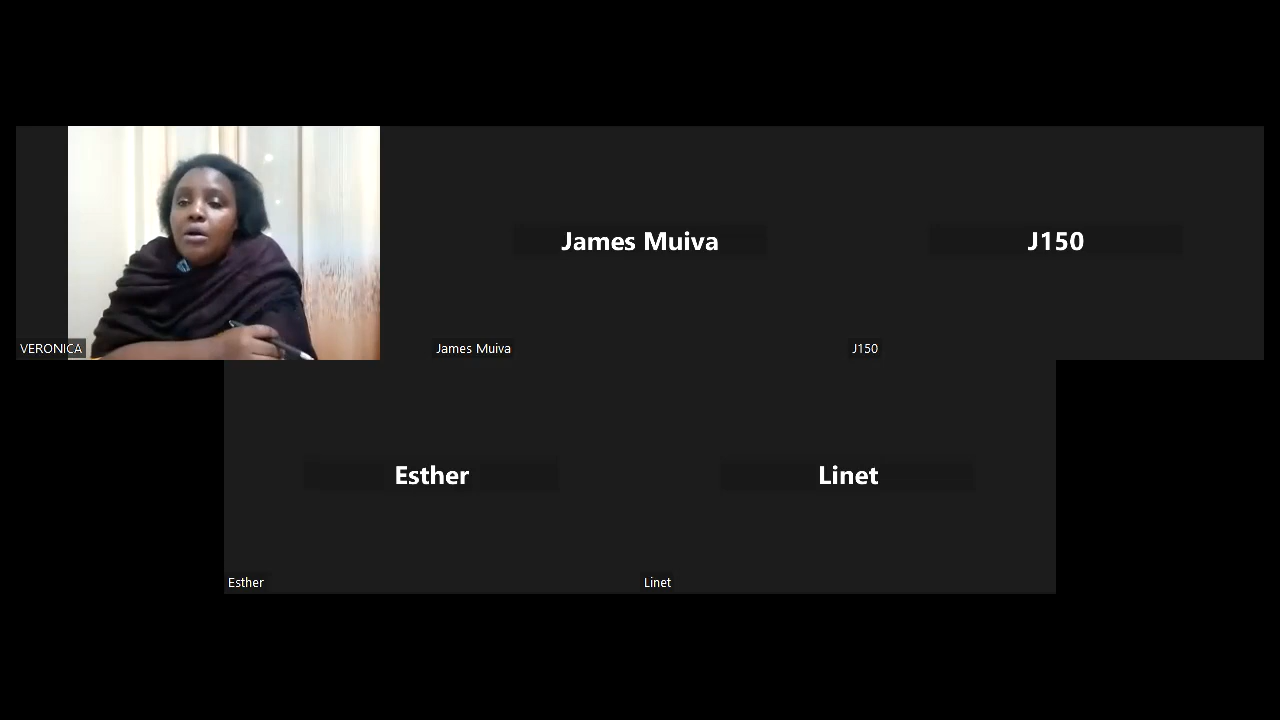 James Muiva
J150
VERONICA
James Muiva
J150
Esther
Linet
Esther
Linet